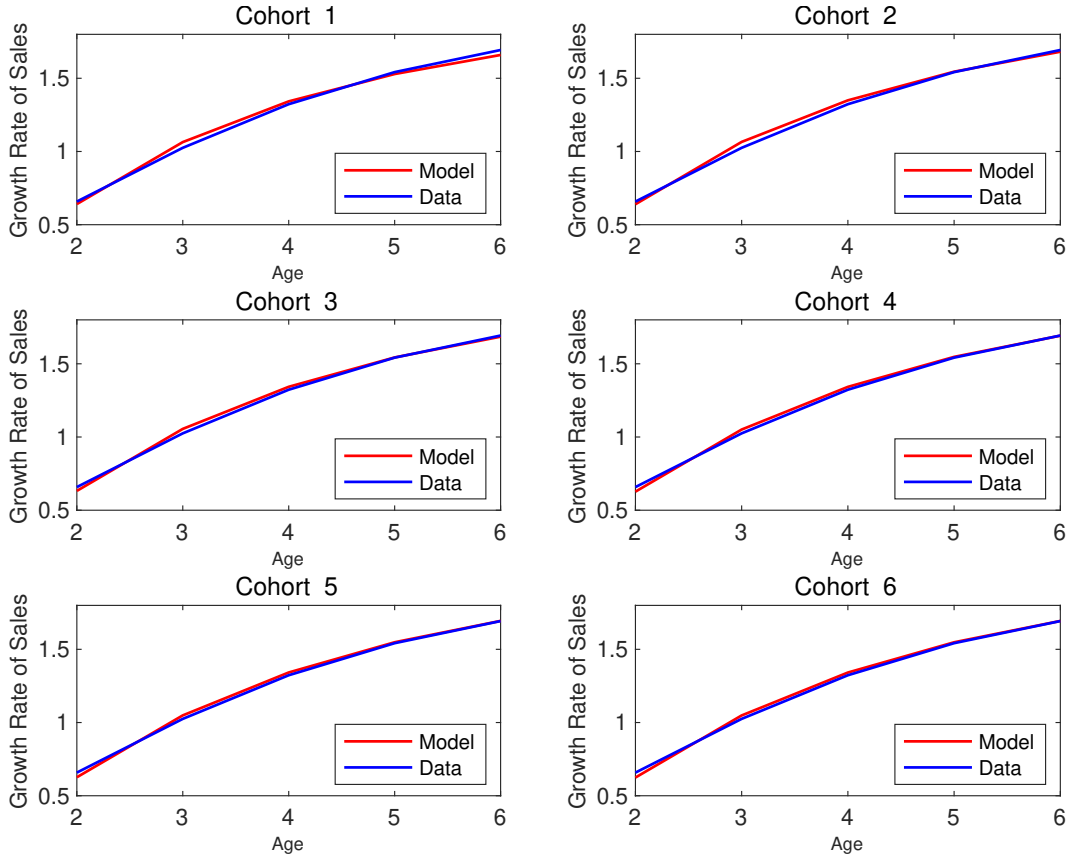 Cohort 1
Growth Rate of Sales
1.5
1
0.5
Model
Data
2 3 4 5 6
Age
Cohort 2
Growth Rate of Sales
1.5
1
0.5
Model
Data
2 3 4 5 6
Age
Cohort 3
Growth Rate of Sales
1.5
1
0.5
Model
Data
2 3 4 5 6
Age
Cohort 4
Growth Rate of Sales
1.5
1
0.5
Model
Data
2 3 4 5 6
Age
Cohort 5
Growth Rate of Sales
1.5
1
0.5
Model
Data
2 3 4 5 6
Age
Cohort 6
Growth Rate of Sales
1.5
1
0.5
Model
Data
2 3 4 5 6
Age